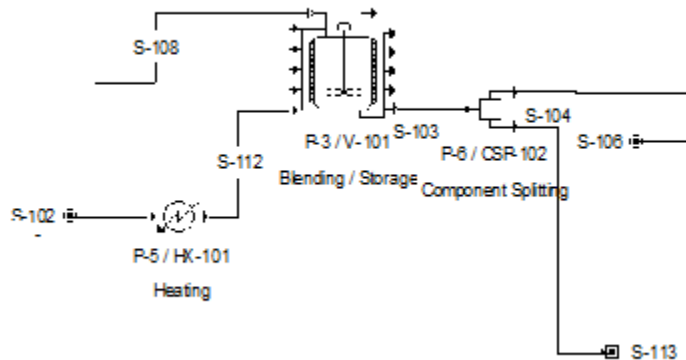 S-108
S-103
S-104
P-3 / V-101
S-106
S-112
P-6 / CSP-102
Blending / Storage
Component Splitting
S-102
P-5 / HX-101
Heating
S-113